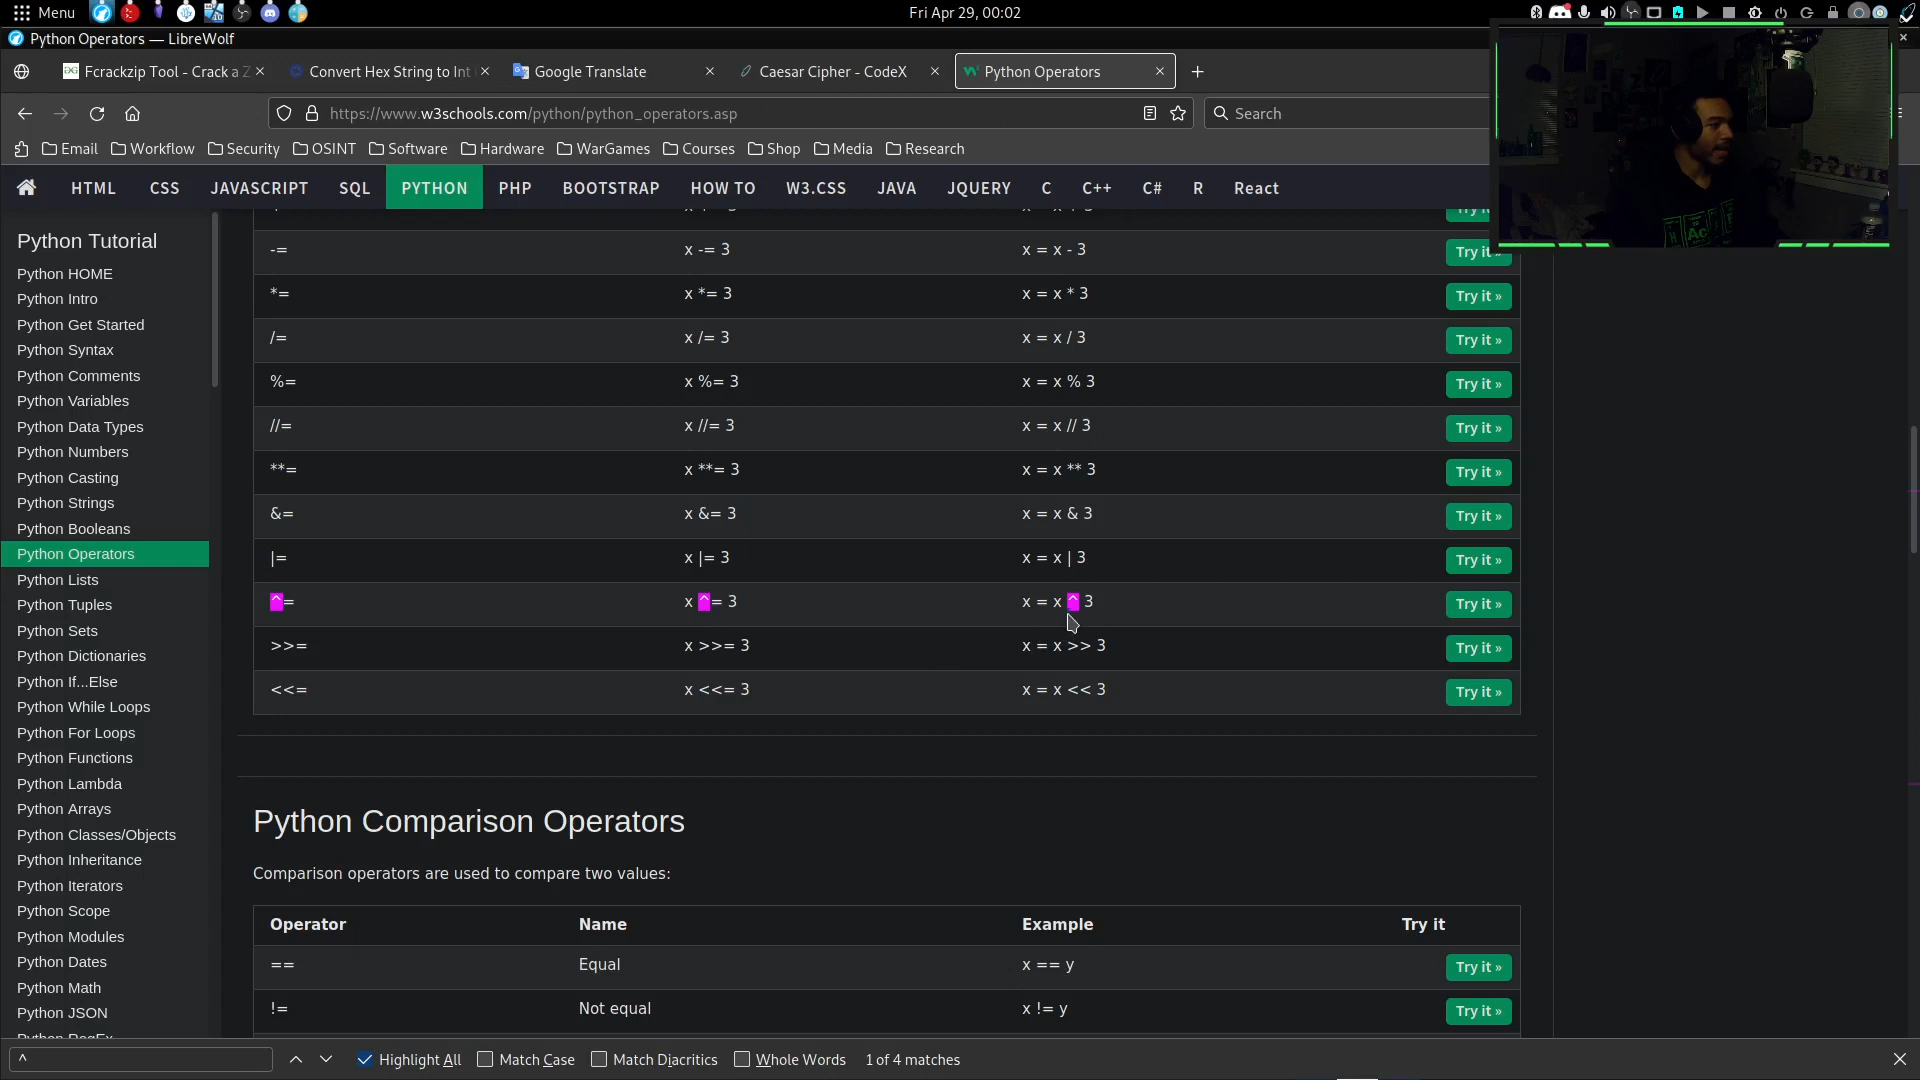 Menu
Fri Apr 29, 00:02
Python Operators — LibreWolf
Fcrackzip Tool - Crack a Z
Convert Hex String to Int
Google Translate
Caesar Cipher - CodeX
Python Operators
https://www.w3schools.com/python/python_operators.asp
Search
Email Workflow Security OSINT Software Hardware WarGames Courses Shop Media Research
HTML CSS JAVASCRIPT SQL PYTHON PHP BOOTSTRAP HOW TO W3.CSS JAVA JQUERY C C++ C# R React
Python Tutorial
Python HOME
Python Intro
Python Get Started
Python Syntax
Python Comments
Python Variables
Python Data Types
Python Numbers
Python Casting
Python Strings
Python Booleans
Python Operators
Python Lists
Python Tuples
Python Sets
Python Dictionaries
Python If...Else
Python While Loops
Python For Loops
Python Functions
Python Lambda
Python Arrays
Python Classes/Objects
Python Inheritance
Python Iterators
Python Scope
Python Modules
Python Dates
Python Math
Python JSON
Python RegEx
Try it
-= x -= 3 x = x - 3 Try it »
*= x *= 3 x = x * 3 Try it »
/= x /= 3 x = x / 3 Try it »
%= x %= 3 x = x % 3 Try it »
//= x //= 3 x = x // 3 Try it »
**= x **= 3 x = x ** 3 Try it »
&= x &= 3 x = x & 3 Try it »
|= x |= 3 x = x | 3 Try it »
^= x ^= 3 x = x ^ 3 Try it »
>>= x >>= 3 x = x >> 3 Try it »
<<= x <<= 3 x = x << 3 Try it »
Python Comparison Operators
Comparison operators are used to compare two values:
Operator Name Example Try it
== Equal x == y Try it »
!= Not equal x != y Try it »
^ Highlight All Match Case Match Diacritics Whole Words 1 of 4 matches